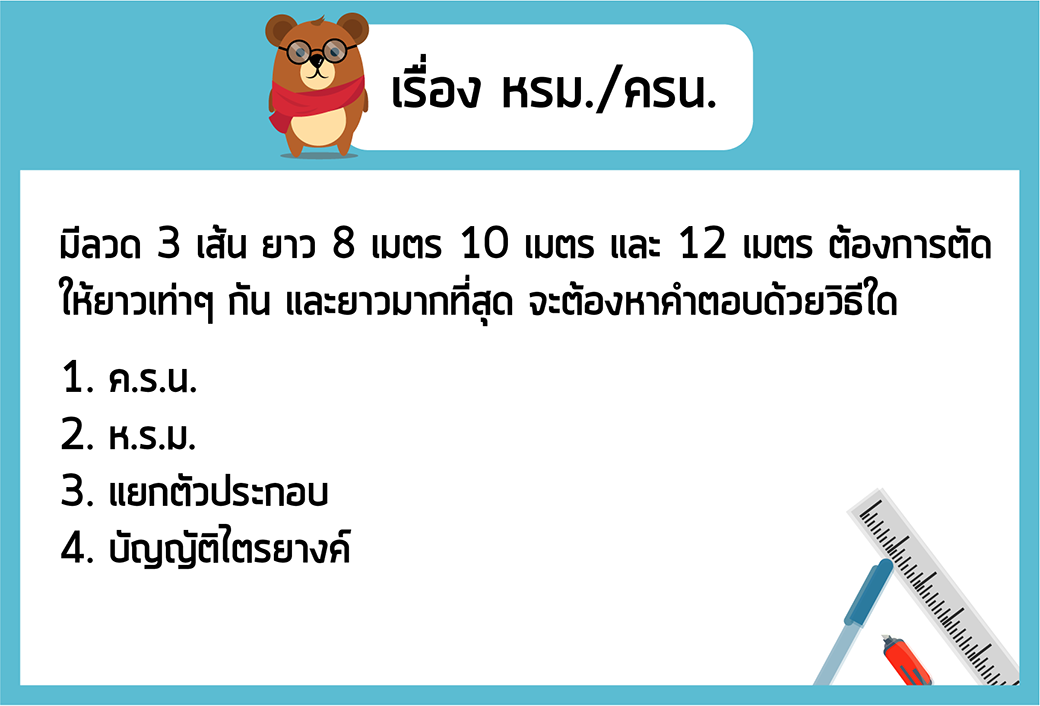 เรื่อง หรม./ครน.
มีลวด 3 เส้น ยาว 8 เมตร 10 เมตร และ 12 เมตร ต้องการตัด
ให้ยาวเท่าๆ กัน และยาวมากที่สุด จะต้องหาคำตอบด้วยวิธีใด
1. ค.ร.น.
2. ห.ร.ม.
3. แยกตัวประกอบ
4. บัญญัติไตรยางค์